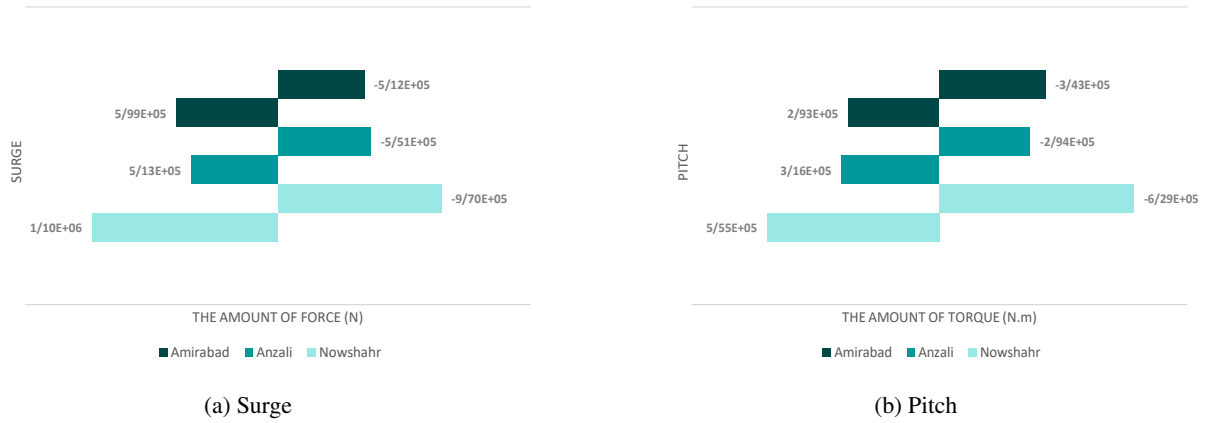 SURGE
-5/12E+05
5/99E+05
-5/51E+05
5/13E+05
-9/70E+05
1/10E+06
THE AMOUNT OF FORCE (N)
Amirabad Anzali Nowshahr
(a) Surge
PITCH
-3/43E+05
2/93E+05
-2/94E+05
3/16E+05
-6/29E+05
5/55E+05
THE AMOUNT OF TORQUE (N.m)
Amirabad Anzali Nowshahr
(b) Pitch